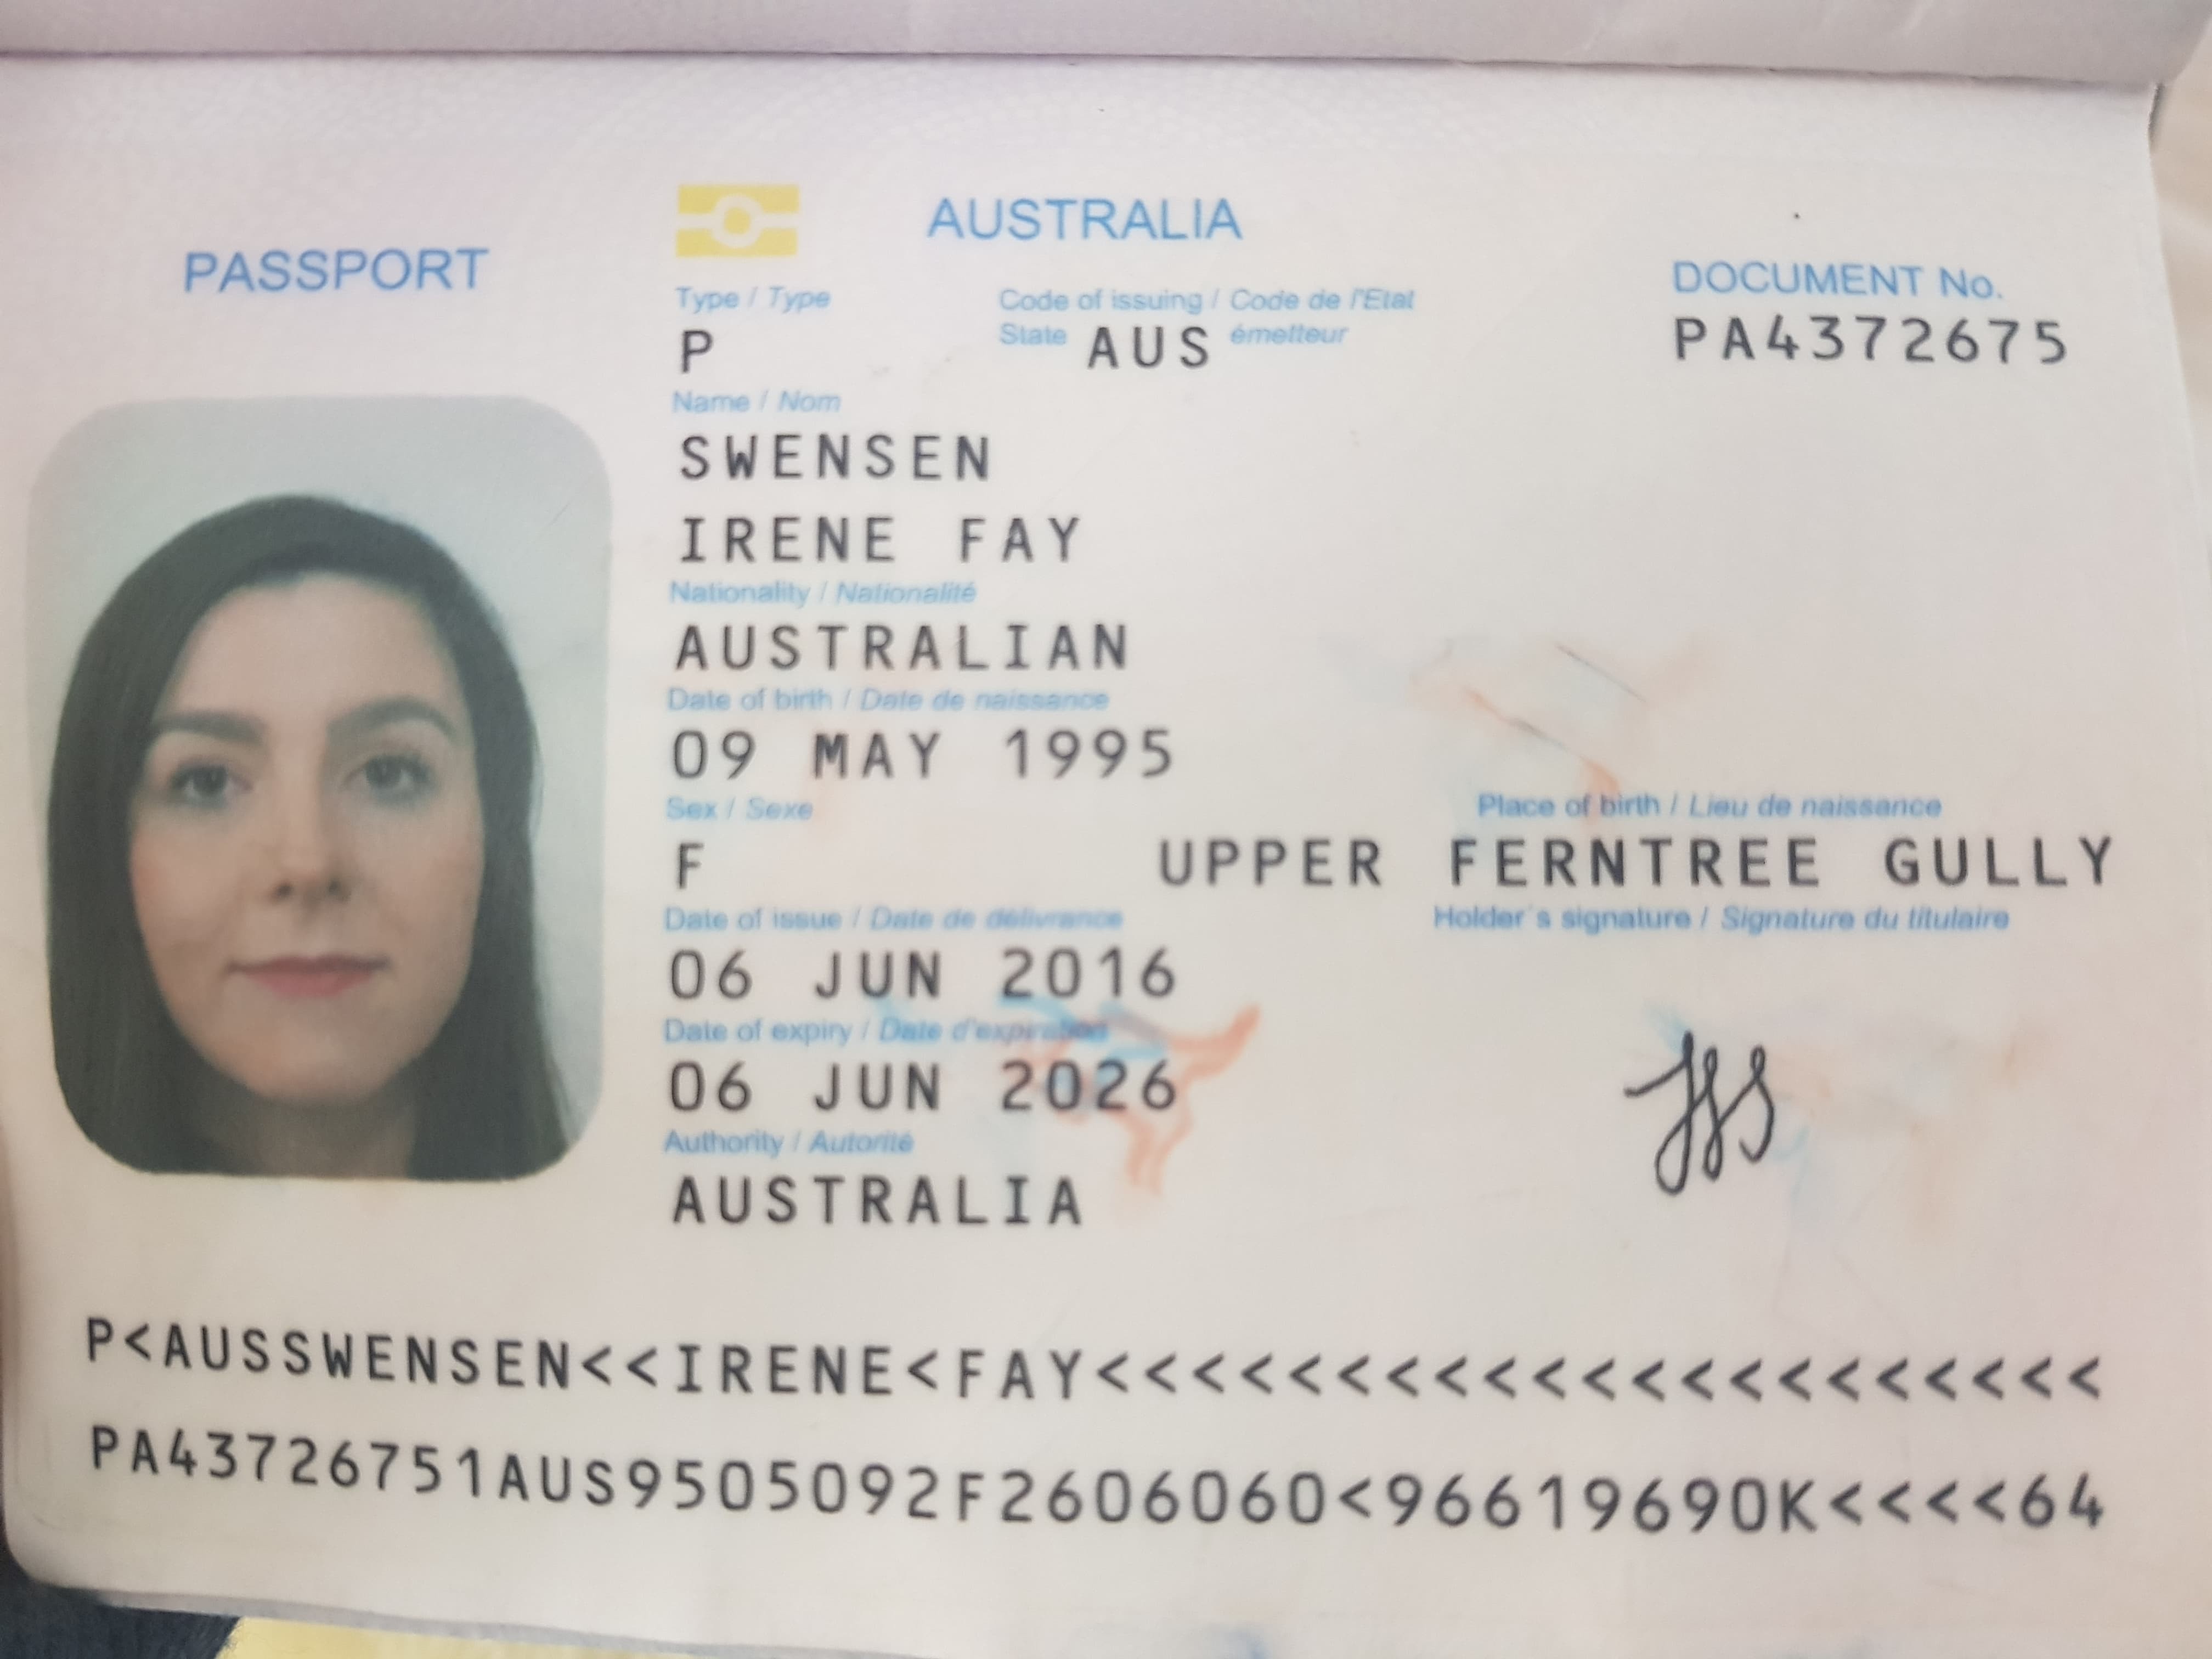 PASSPORT
AUSTRALIA
Type / Type
Code of issuing / Code de l'Etat
State AUS émetteur
DOCUMENT No.
P
PA4372675
Name / Nom
SWENSEN
IRENE FAY
Nationality / Nationalité
AUSTRALIAN
Date of birth / Date de naissance
09 MAY 1995
Sex / Sexe
Place of birth / Lieu de naissance
F
UPPER FERNTREE GULLY
Date of issue / Date de délivrance
Holder's signature / Signature du titulaire
06 JUN 2016
Date of expiry / Date d'expiration
06 JUN 2026
Authority / Autorité
AUSTRALIA
P<AUSSWENSEN<<IRENE<FAY<<<<<<<<<<<<<<<<<<<<<
PA43726751AUS9505092F2606060<96619690K<<<<64